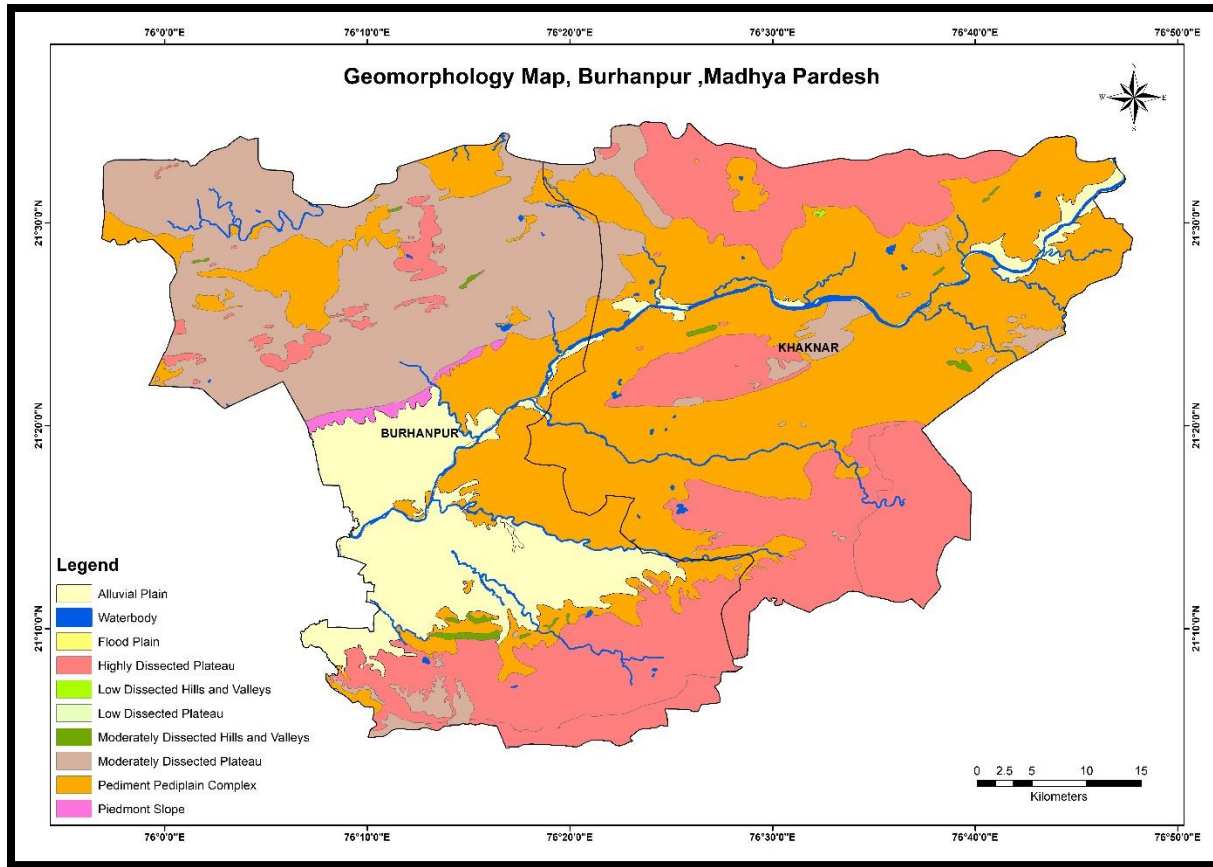 76°0'0"E 76°10'0"E 76°20'0"E 76°30'0"E 76°40'0"E 76°50'0"E
Geomorphology Map, Burhanpur ,Madhya Pardesh
N
W E
S
21°30'0"N 21°30'0"N
KHAKNAR
21°20'0"N 21°20'0"N
BURHANPUR
21°10'0"N 21°10'0"N
Legend
Alluvial Plain
Waterbody
Flood Plain
Highly Dissected Plateau
Low Dissected Hills and Valleys
Low Dissected Plateau
Moderately Dissected Hills and Valleys
Moderately Dissected Plateau
Pediment Pediplain Complex
Piedmont Slope
0 2.5 5 10 15
Kilometers
76°0'0"E 76°10'0"E 76°20'0"E 76°30'0"E 76°40'0"E 76°50'0"E